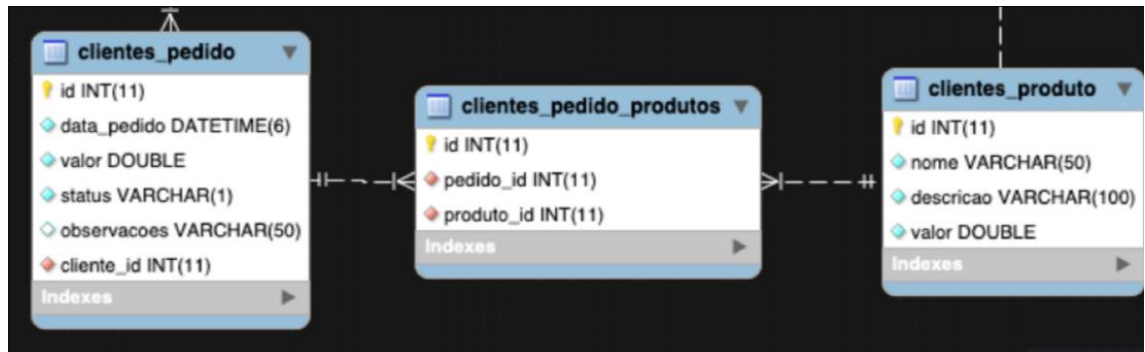 clientes_pedido
id INT(11)
data_pedido DATETIME(6)
valor DOUBLE
status VARCHAR(1)
observacoes VARCHAR(50)
cliente_id INT(11)
Indexes
clientes_pedido_produtos
id INT(11)
pedido_id INT(11)
produto_id INT(11)
Indexes
clientes_produto
id INT(11)
nome VARCHAR(50)
descricao VARCHAR(100)
valor DOUBLE
Indexes